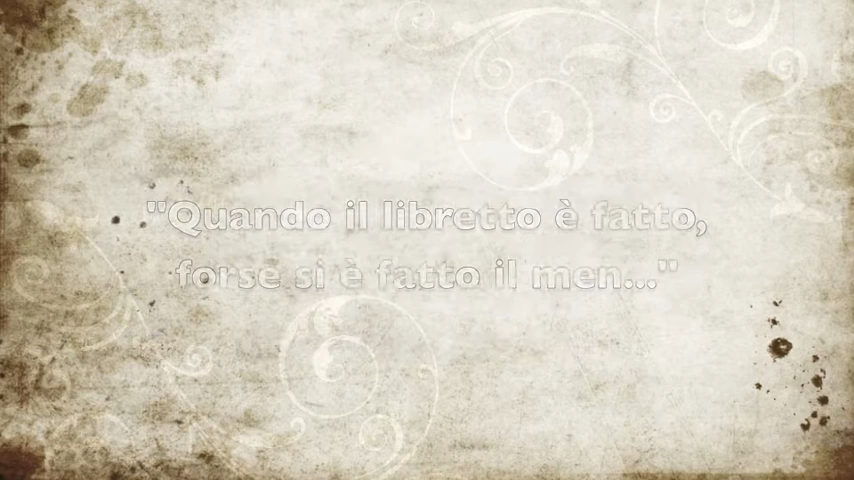 "Quando il libretto è fatto,
forse si è fatto il men..."